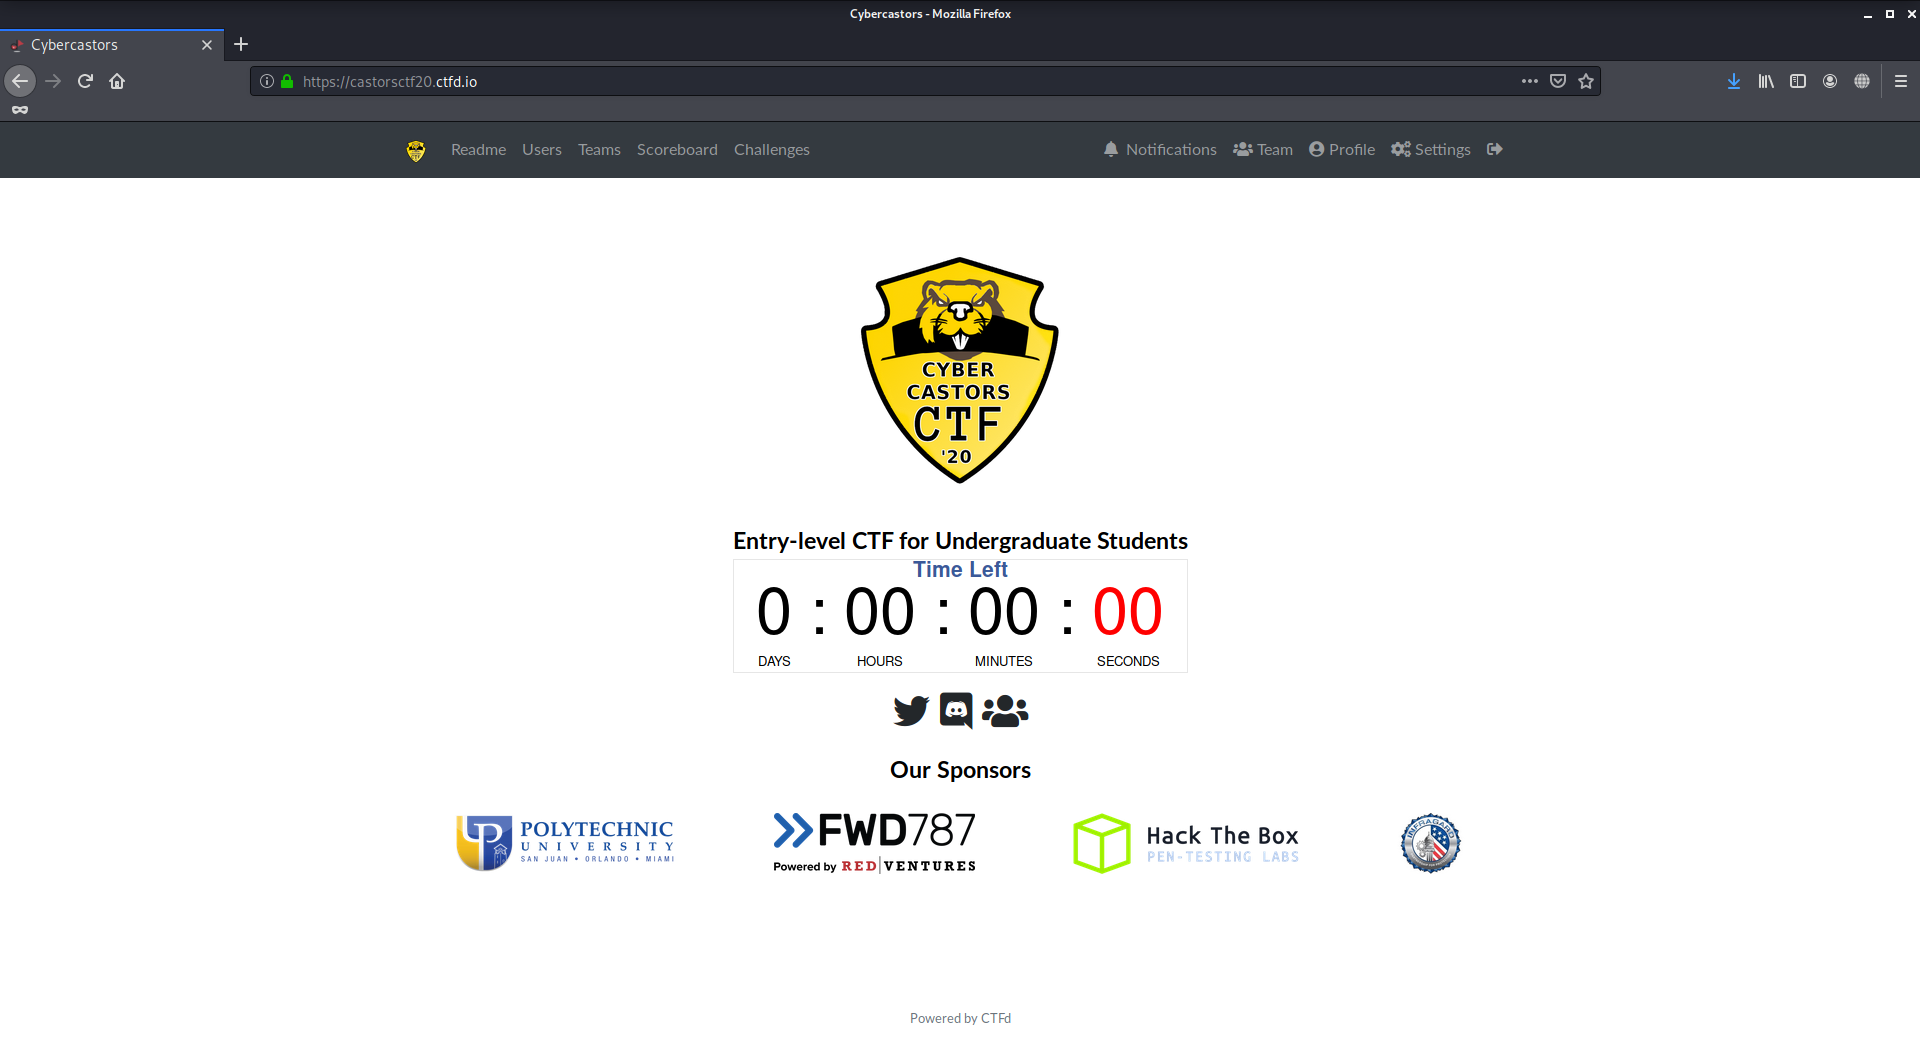 Cybercastors - Mozilla Firefox
Cybercastors
https://castorsctf20.ctfd.io
Readme Users Teams Scoreboard Challenges Notifications Team Profile Settings
CYBER
CASTORS
CTF
'20
Entry-level CTF for Undergraduate Students
Time Left
0 : 00 : 00 : 00
DAYS HOURS MINUTES SECONDS
Our Sponsors
POLYTECHNIC
UNIVERSITY
SAN JUAN • ORLANDO • MIAMI
FWD787
Powered by RED|VENTURES
Hack The Box
PEN-TESTING LABS
INFRAGARD
Powered by CTFd